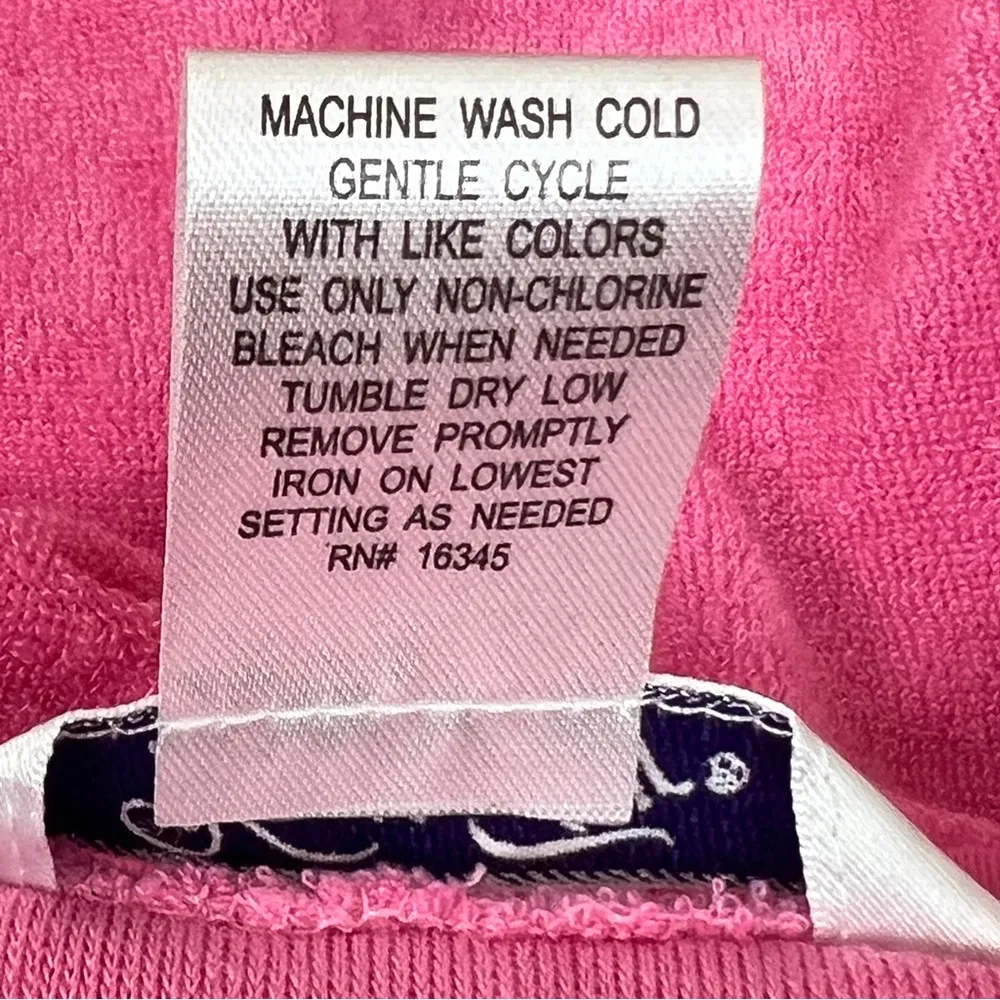 MACHINE WASH COLD
GENTLE CYCLE
WITH LIKE COLORS
USE ONLY NON-CHLORINE
BLEACH WHEN NEEDED
TUMBLE DRY LOW
REMOVE PROMPTLY
IRON ON LOWEST
SETTING AS NEEDED
RN# 16345